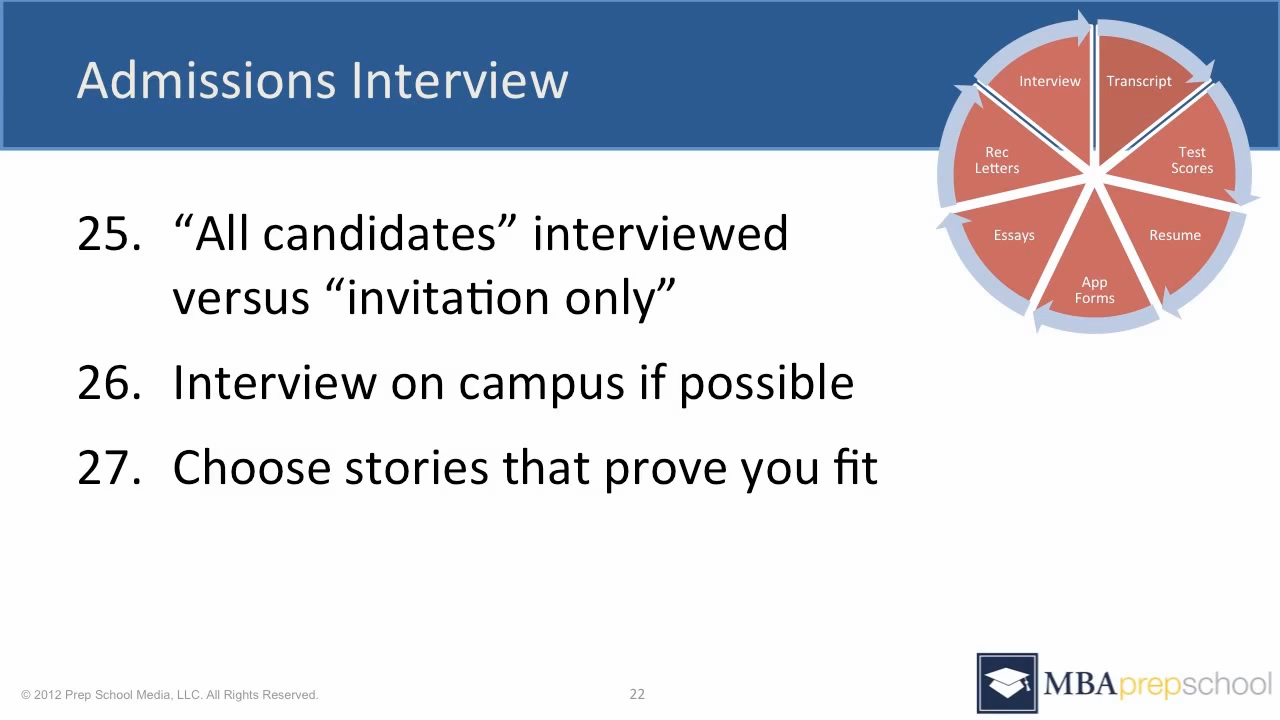 Admissions Interview
Interview
Transcript
Rec
Letters
Test
Scores
Essays
Resume
App
Forms
25. “All candidates” interviewed
versus “invitation only”
26. Interview on campus if possible
27. Choose stories that prove you fit
© 2012 Prep School Media, LLC. All Rights Reserved.
22
MBAprepschool